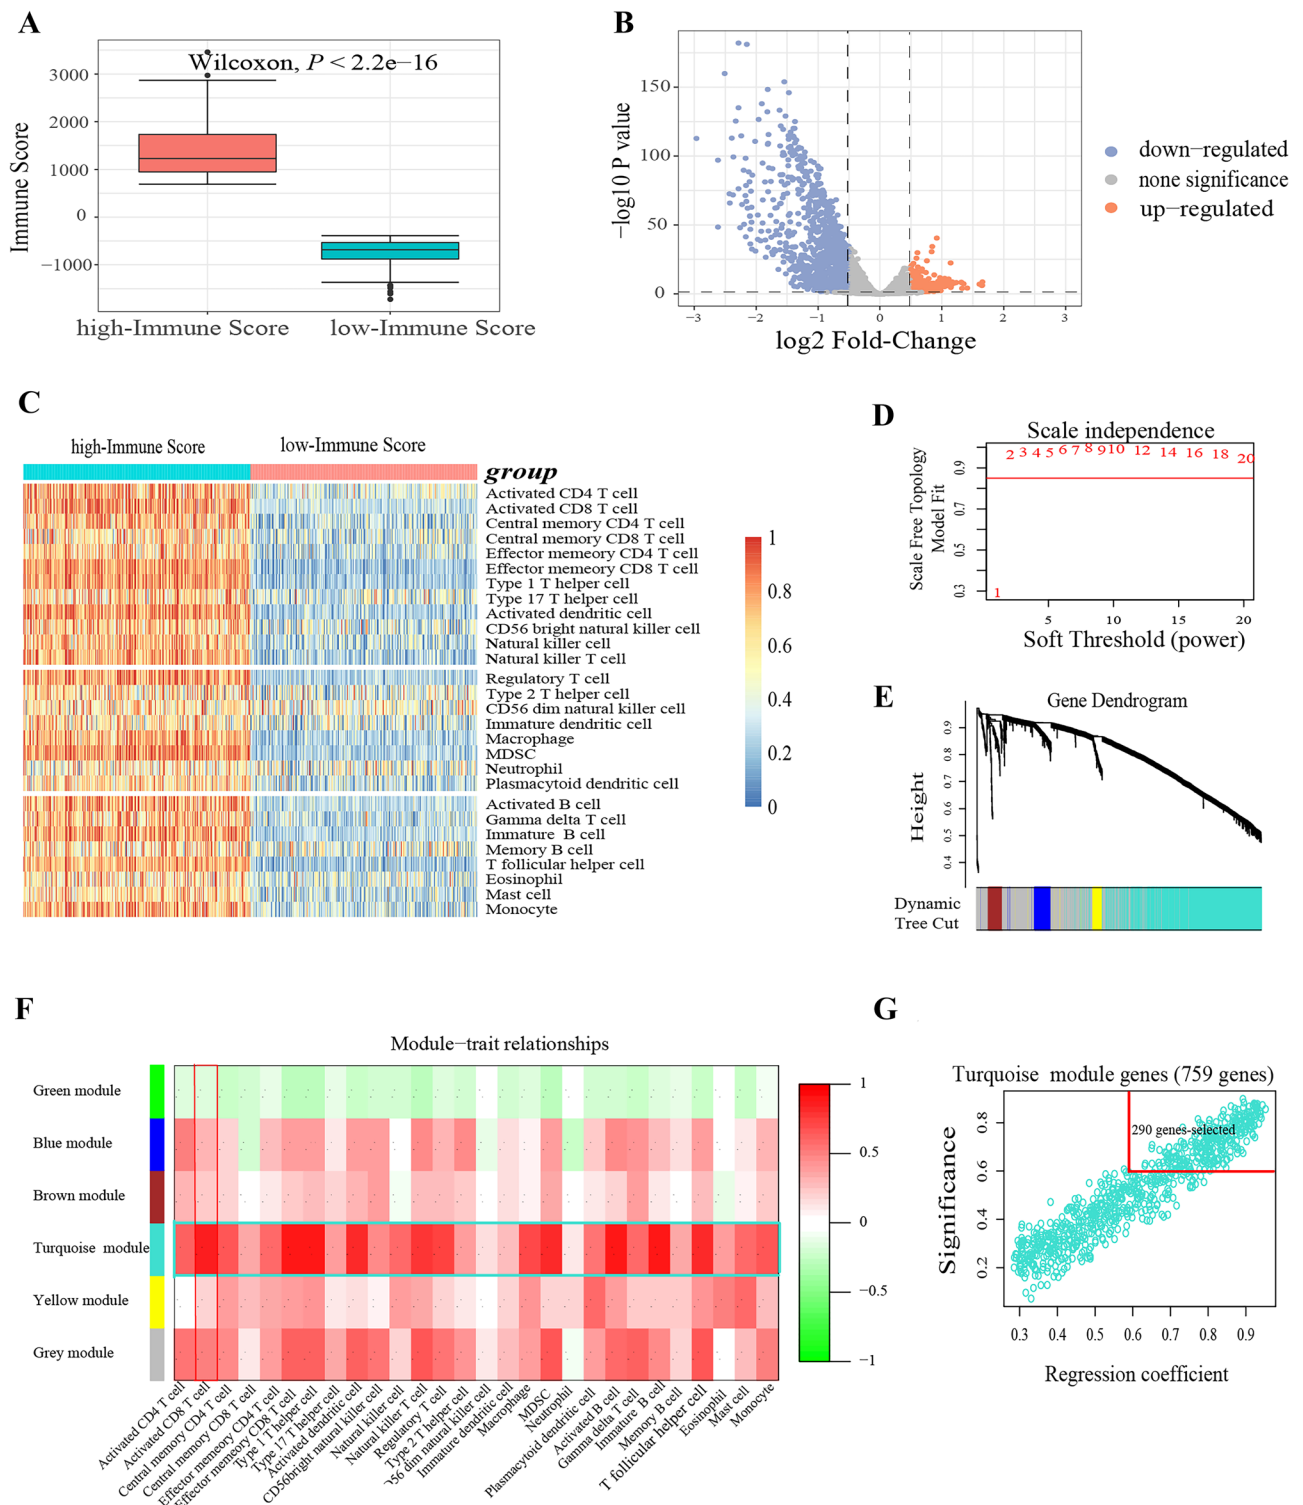 A
Wilcoxon, P < 2.2e−16
Immune Score
3000
2000
1000
0
−1000
high-Immune Score
low-Immune Score
B
−log10 P value
150
100
50
0
−3
−2
−1
0
1
2
3
log2 Fold-Change
down−regulated
none significance
up−regulated
C
high-Immune Score
low-Immune Score
group
Activated CD4 T cell
Activated CD8 T cell
Central memory CD4 T cell
Central memory CD8 T cell
Effector memeory CD4 T cell
Effector memeory CD8 T cell
Type 1 T helper cell
Type 17 T helper cell
Activated dendritic cell
CD56 bright natural killer cell
Natural killer cell
Natural killer T cell
Regulatory T cell
Type 2 T helper cell
CD56 dim natural killer cell
Immature dendritic cell
Macrophage
MDSC
Neutrophil
Plasmacytoid dendritic cell
Activated B cell
Gamma delta T cell
Immature B cell
Memory B cell
T follicular helper cell
Eosinophil
Mast cell
Monocyte
1
0.8
0.6
0.4
0.2
0
D
Scale independence
Scale Free Topology
Model Fit
0.9
0.7
0.5
0.3
1
2
3
4
5
6
7
8
9
10
12
14
16
18
20
5
10
15
20
Soft Threshold (power)
E
Gene Dendrogram
Height
0.9
0.8
0.7
0.6
0.5
0.4
Dynamic
Tree Cut
F
Module−trait relationships
Green module
Blue module
Brown module
Turquoise module
Yellow module
Grey module
1
0.5
0
−0.5
−1
Activated CD4 T cell
Activated CD8 T cell
Central memory CD4 T cell
Central memory CD8 T cell
Effector memeory CD4 T cell
Effector memeory CD8 T cell
Type 1 T helper cell
Type 17 T helper cell
Activated dendritic cell
CD56bright natural killer cell
Natural killer cell
Natural killer T cell
Regulatory T cell
Type 2 T helper cell
D56 dim natural killer cell
Immature dendritic cell
Macrophage
MDSC
Neutrophil
Plasmacytoid dendritic cell
Activated B cell
Gamma delta T cell
Immature B cell
Memory B cell
T follicular helper cell
Eosinophil
Mast cell
Monocyte
G
Turquoise module genes (759 genes)
290 genes-selected
Significance
0.8
0.6
0.4
0.2
0.3
0.4
0.5
0.6
0.7
0.8
0.9
Regression coefficient